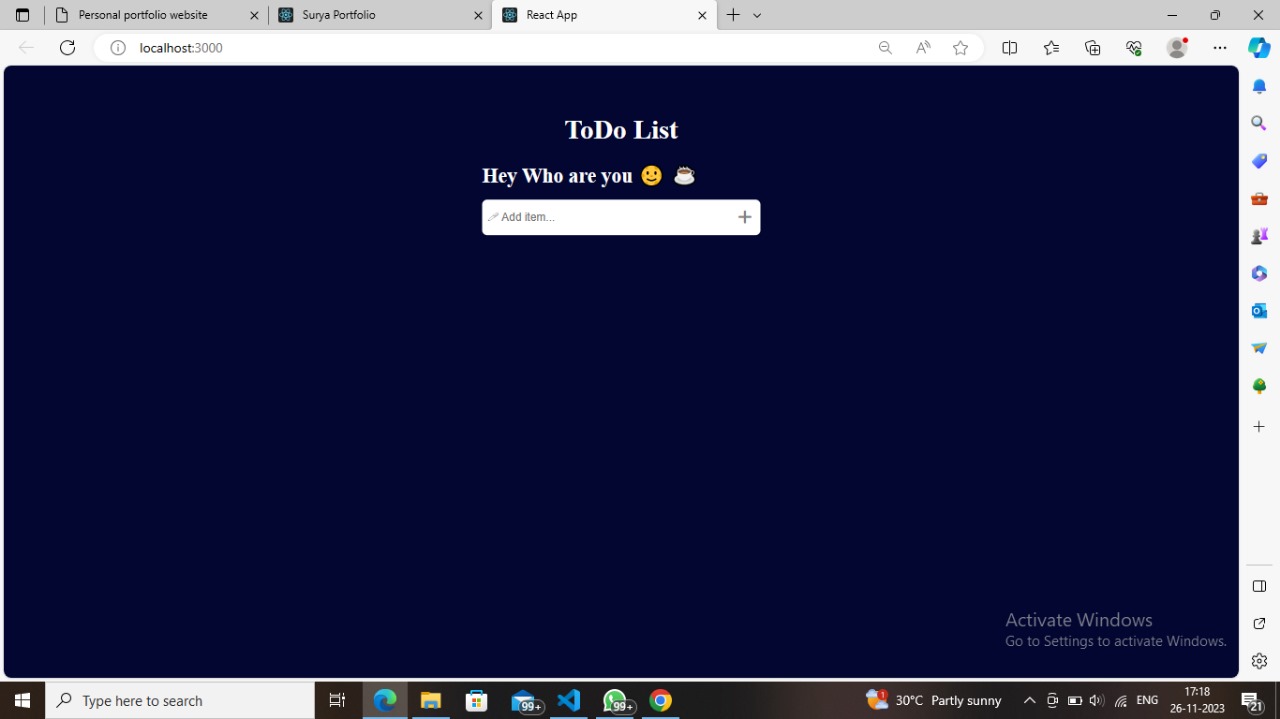 Personal portfolio website
Surya Portfolio
React App
localhost:3000
ToDo List
Hey Who are you 🙂 ☕
Add item...
Activate Windows
Go to Settings to activate Windows.
Type here to search
99+
99+
1
30°C Partly sunny
ENG
17:18
26-11-2023
21